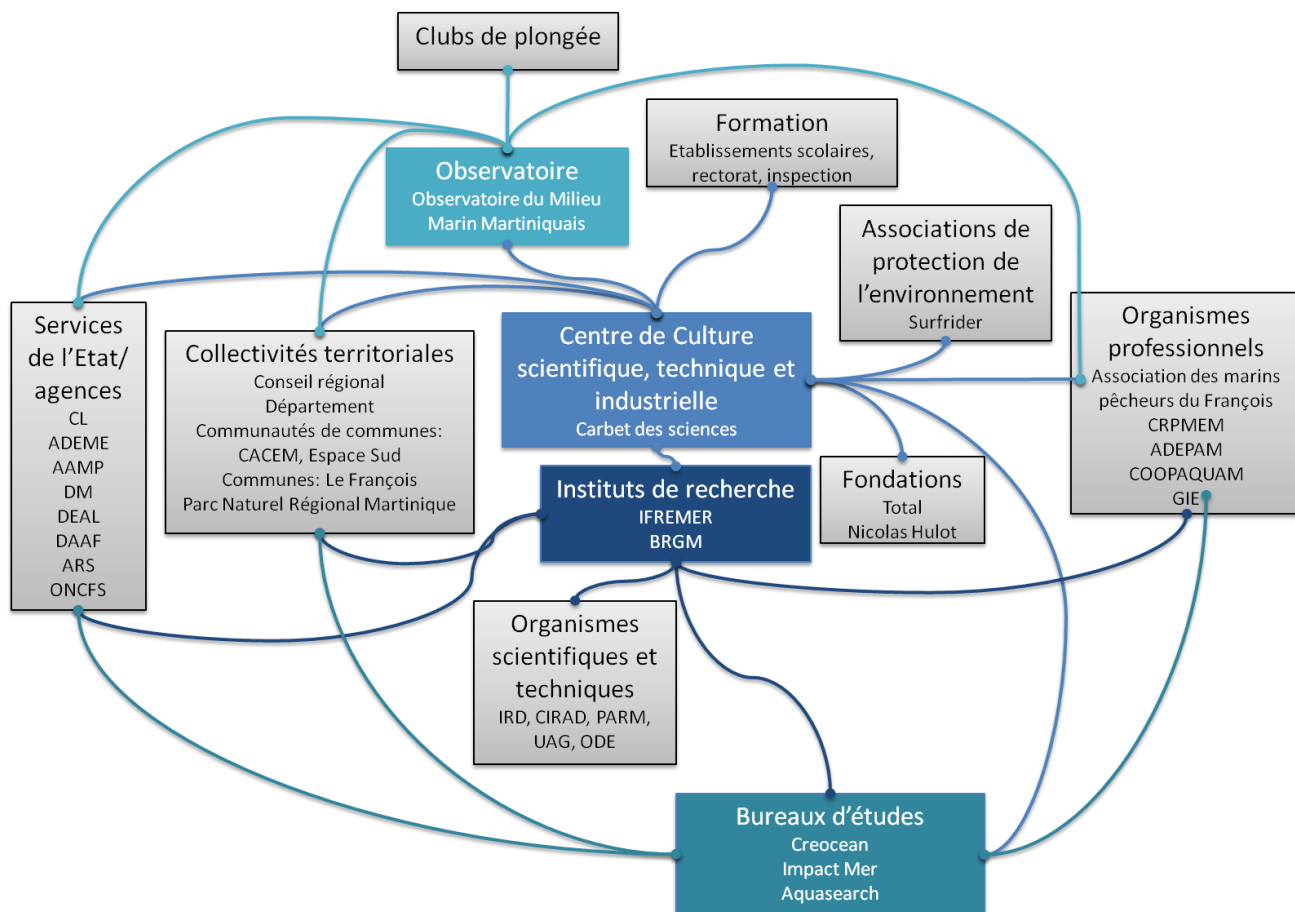 Clubs de plongée
Formation
Etablissements scolaires,
rectorat, inspection
Observatoire
Observatoire du Milieu
Marin Martiniquais
Associations de
protection de
l'environnement
Surfrider
Services
de l'Etat/
agences
CL
ADEME
AAMP
DM
DEAL
DAAF
ARS
ONCFS
Collectivités territoriales
Conseil régional
Département
Communautés de communes:
CACEM, Espace Sud
Communes: Le François
Parc Naturel Régional Martinique
Centre de Culture
scientifique, technique et
industrielle
Carbet des sciences
Organismes
professionnels
Association des marins
pêcheurs du François
CRPMEM
ADEPAM
COOPAQUAM
GIE
Instituts de recherche
IFREMER
BRGM
Fondations
Total
Nicolas Hulot
Organismes
scientifiques et
techniques
IRD, CIRAD, PARM,
UAG, ODE
Bureaux d'études
Creocean
Impact Mer
Aquasearch